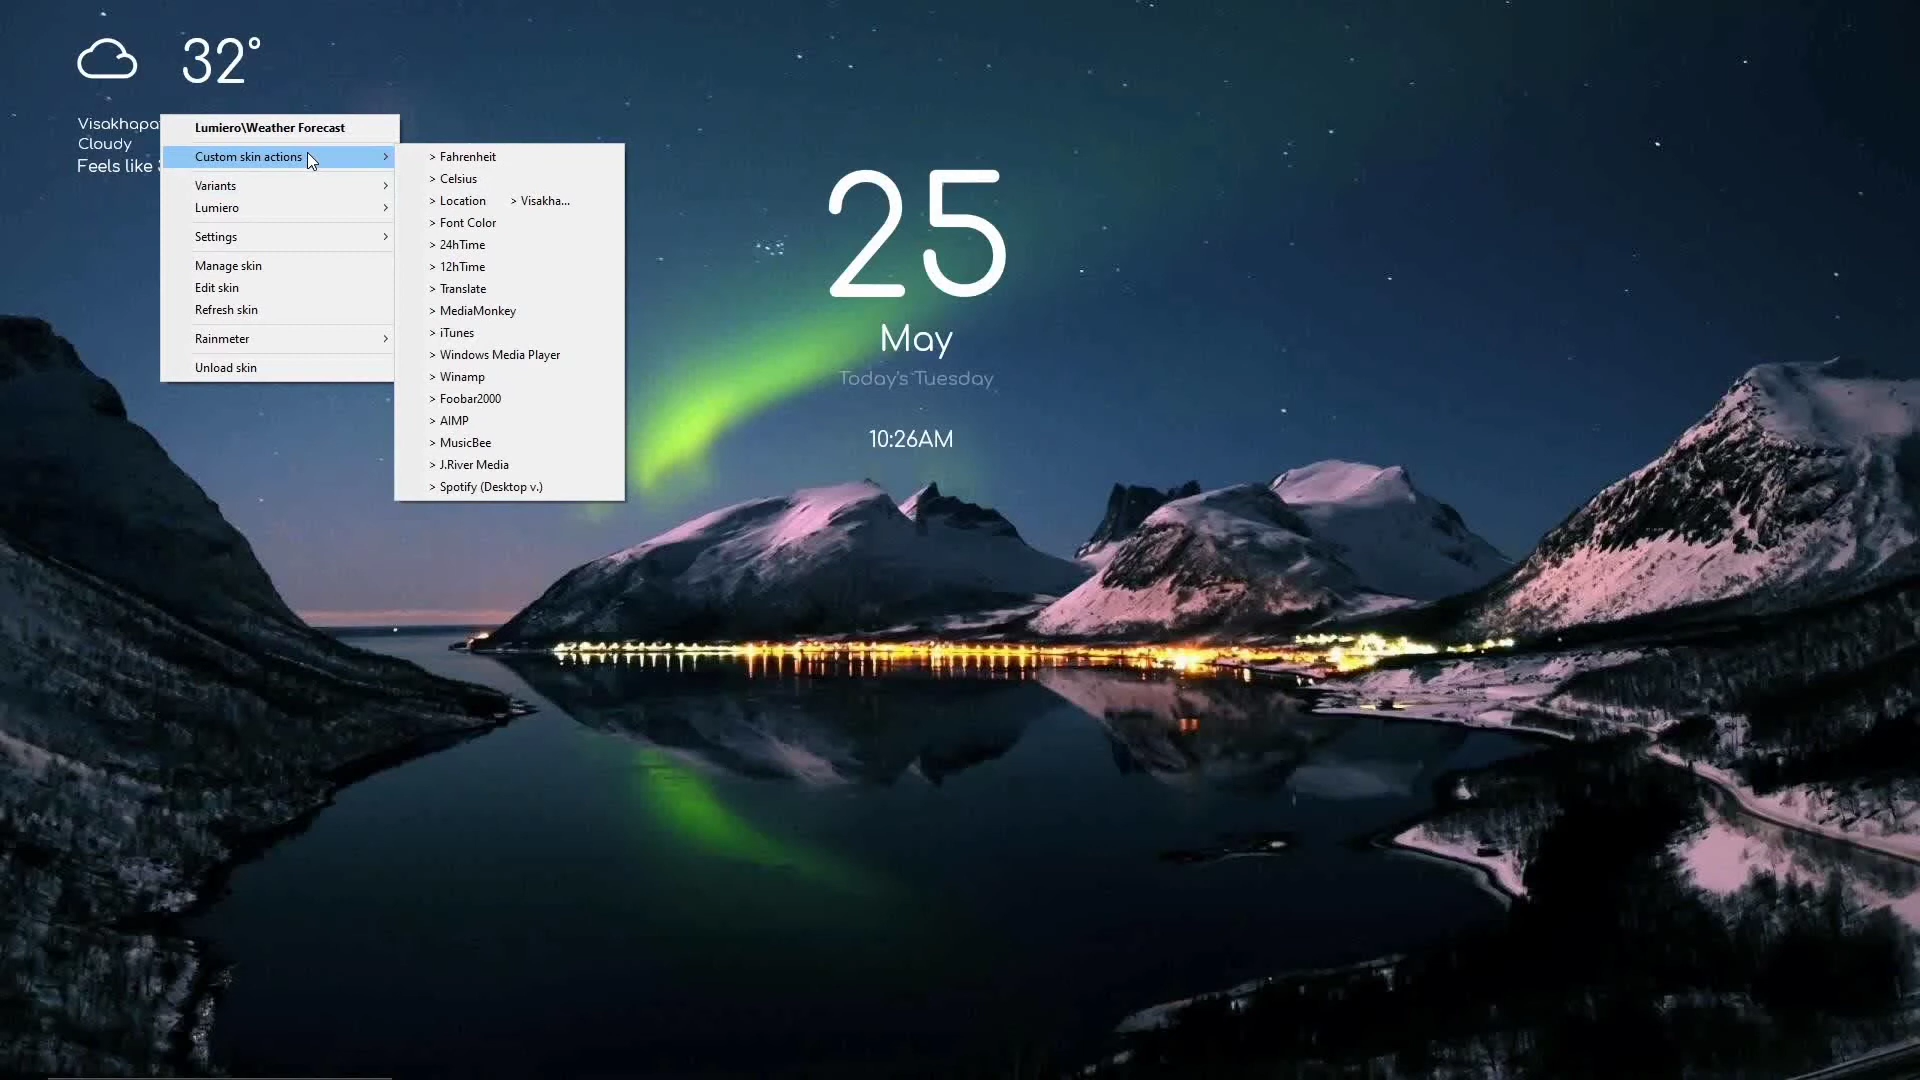 32°
Visakhapa
Cloudy
Feels like
Lumiero\Weather Forecast
Custom skin actions
Variants
Lumiero
Settings
Manage skin
Edit skin
Refresh skin
Rainmeter
Unload skin
> Fahrenheit
> Celsius
> Location > Visakha...
> Font Color
> 24hTime
> 12hTime
> Translate
> MediaMonkey
> iTunes
> Windows Media Player
> Winamp
> Foobar2000
> AIMP
> MusicBee
> J.River Media
> Spotify (Desktop v.)
25
May
Today's Tuesday
10:26AM